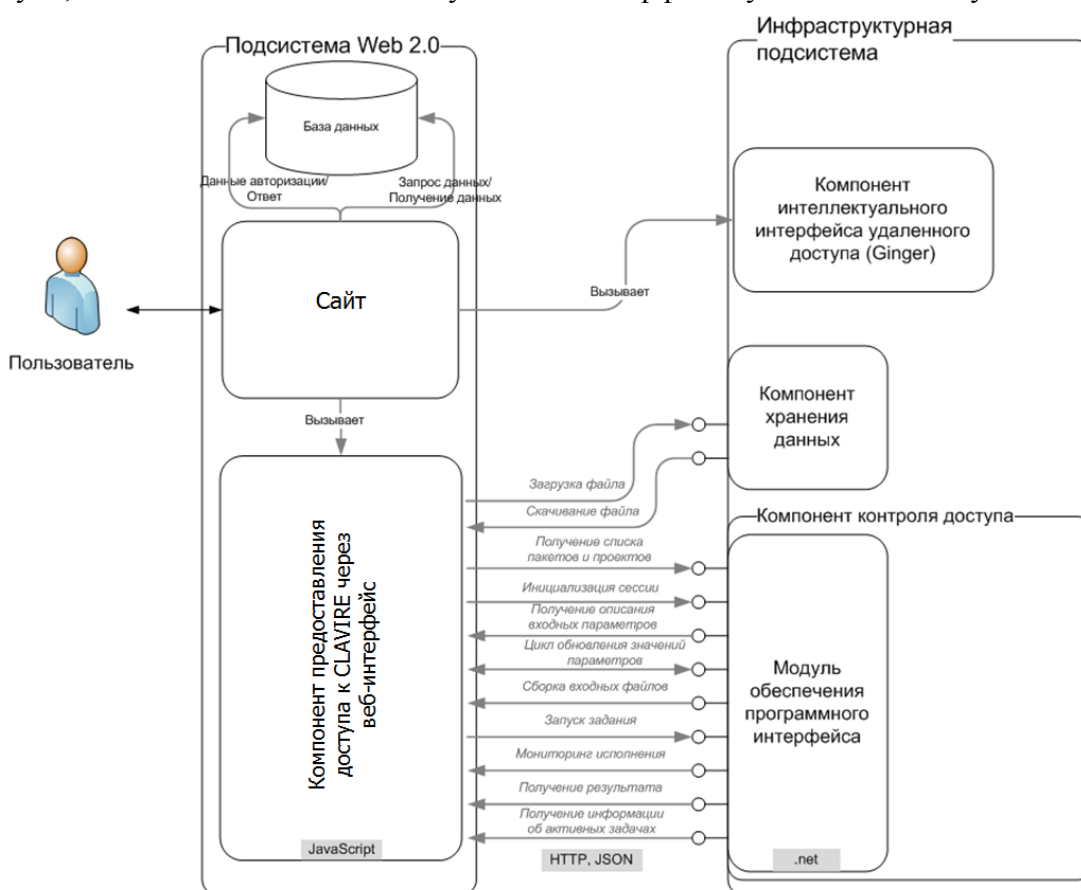 Подсистема Web 2.0
Инфраструктурная
подсистема
База данных
Данные авторизации/
Ответ
Запрос данных/
Получение данных
Компонент
интеллектуального
интерфейса удаленного
доступа (Ginger)
Сайт
Вызывает
Пользователь
Вызывает
Компонент
хранения
данных
Загрузка файла
Скачивание файла
Компонент контроля доступа
Получение списка
пакетов и проектов
Инициализация сессии
Получение описания
входных параметров
Цикл обновления значений
параметров
Сборка входных файлов
Запуск задания
Мониторинг исполнения
Получение результата
Получение информации
об активных задачах
Компонент предоставления
доступа к CLAVIRE через
веб-интерфейс
Модуль
обеспечения
программного
интерфейса
JavaScript
HTTP, JSON
.net